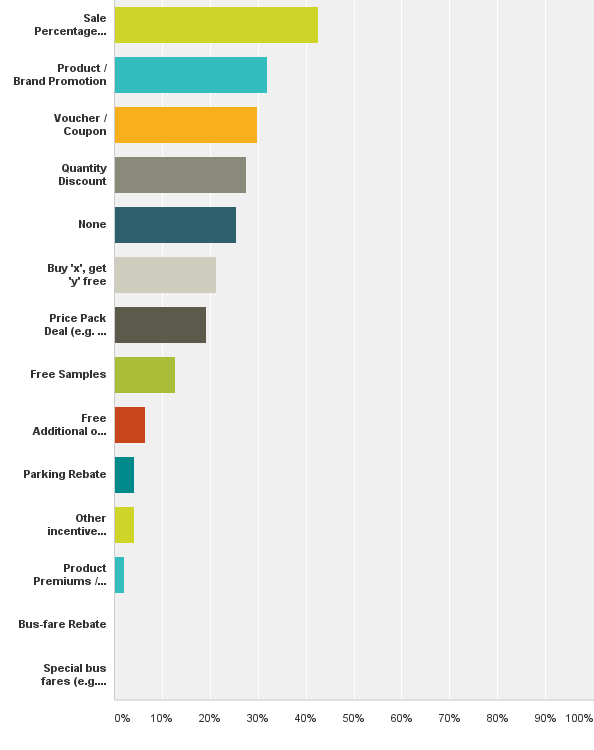 Sale
Percentage...
Product /
Brand Promotion
Voucher /
Coupon
Quantity
Discount
None
Buy 'x', get
'y' free
Price Pack
Deal (e.g. ...
Free Samples
Free
Additional o...
Parking Rebate
Other
incentive...
Product
Premiums /...
Bus-fare Rebate
Special bus
fares (e.g....
0% 10% 20% 30% 40% 50% 60% 70% 80% 90% 100%